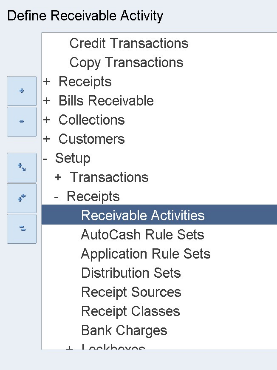 Define Receivable Activity
Credit Transactions
Copy Transactions
+ Receipts
+ Bills Receivable
+ Collections
+ Customers
- Setup
+ Transactions
- Receipts
Receivable Activities
AutoCash Rule Sets
Application Rule Sets
Distribution Sets
Receipt Sources
Receipt Classes
Bank Charges
+ Lockboxes